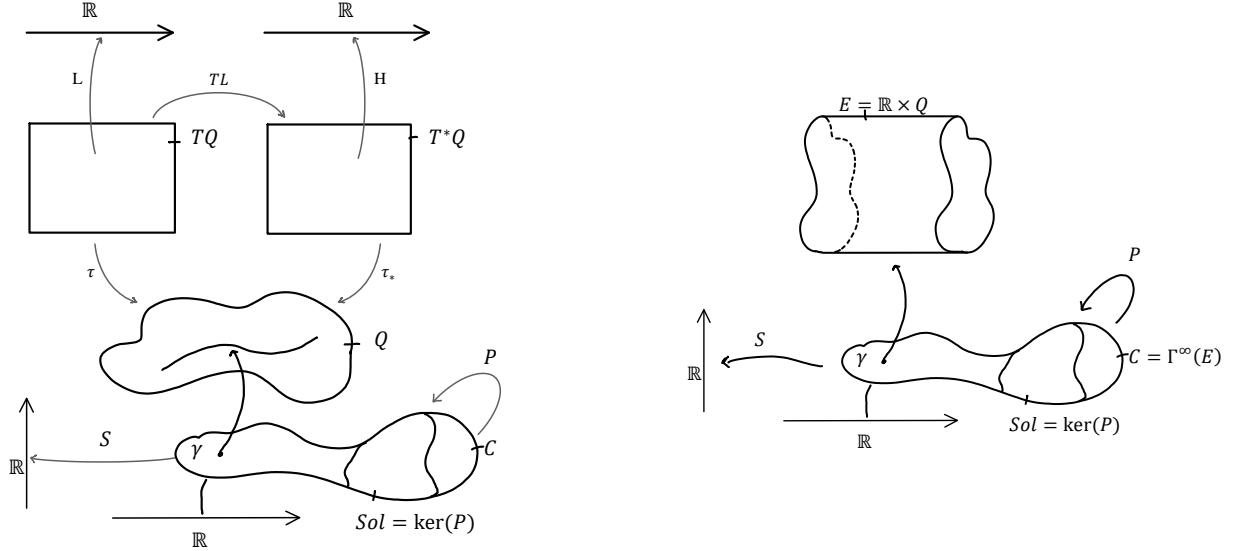 ℝ
ℝ
L
TL
H
TQ
T*Q
τ
τ*
Q
P
S
ℝ
γ
C
Sol = ker(P)
ℝ
E = ℝ × Q
P
S
ℝ
γ
C = Γ^∞(E)
Sol = ker(P)
ℝ